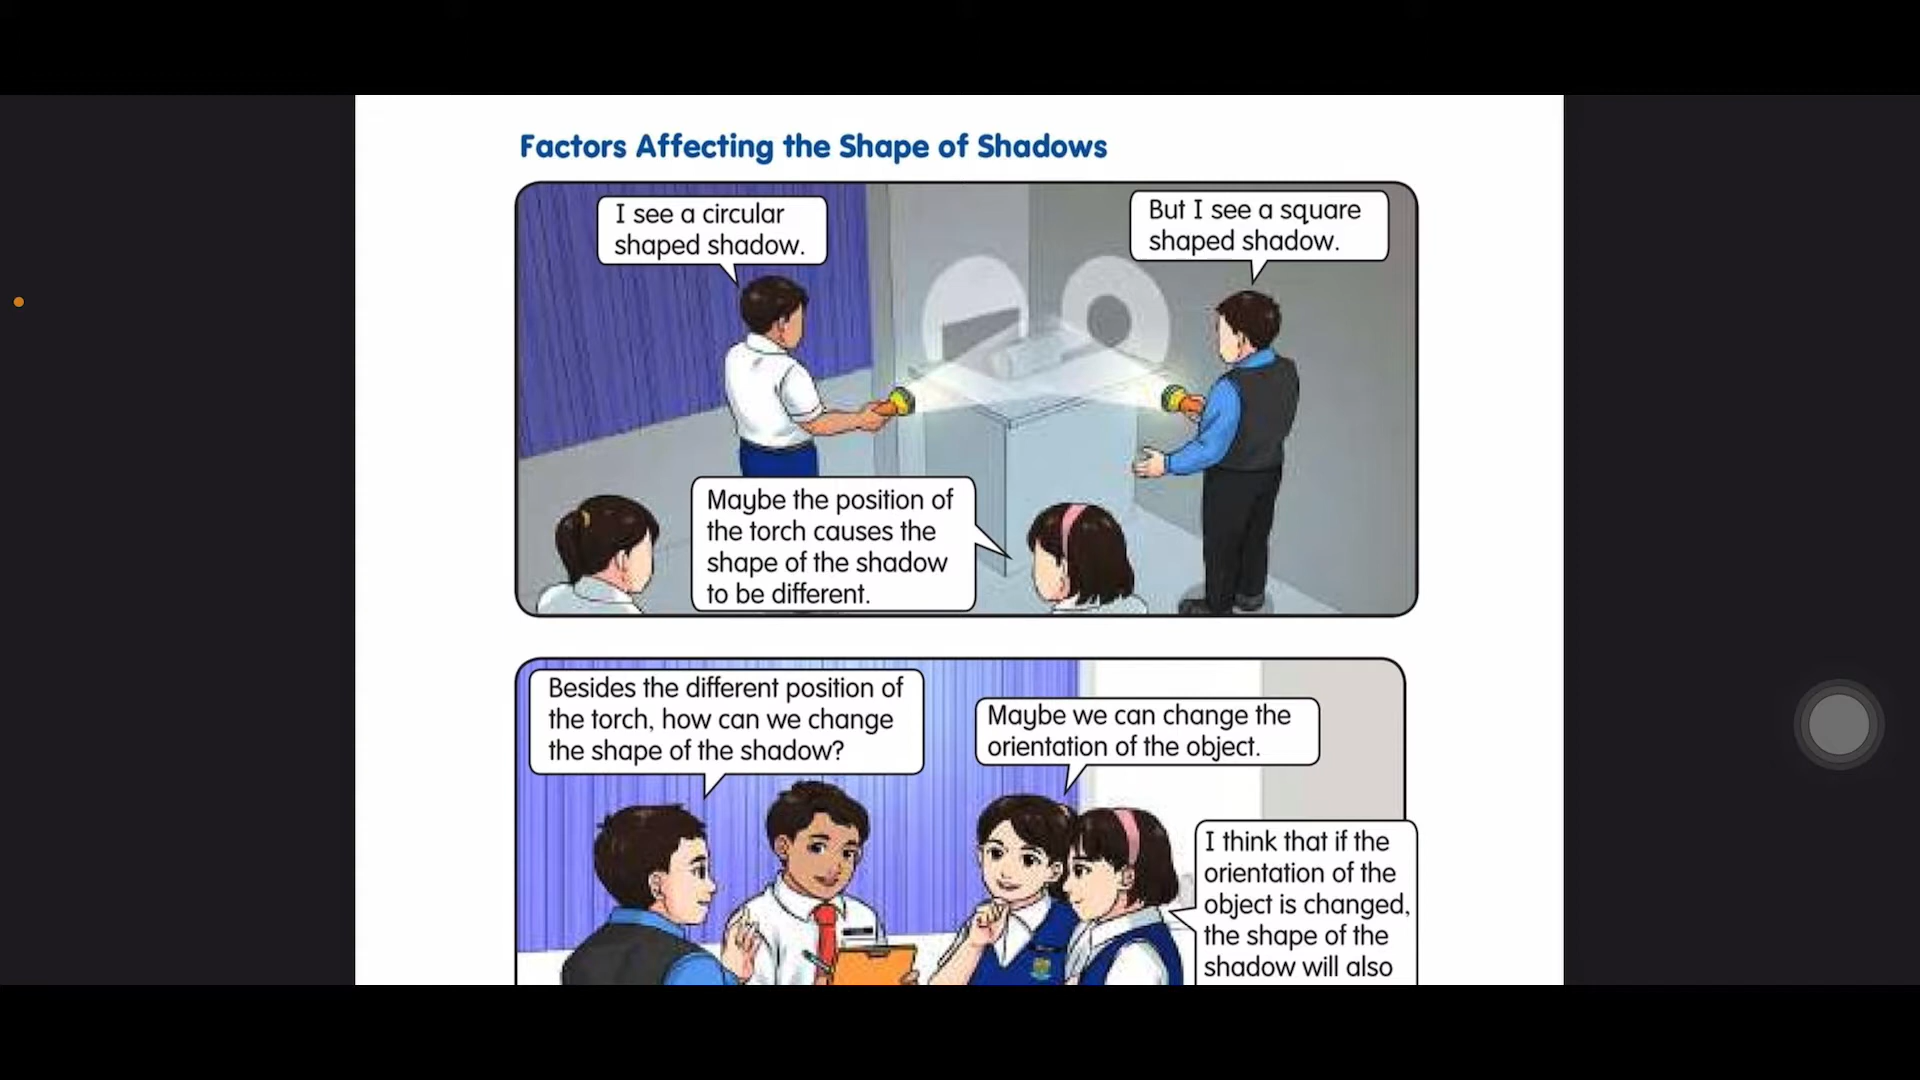 Factors Affecting the Shape of Shadows
I see a circular
shaped shadow.
But I see a square
shaped shadow.
Maybe the position of
the torch causes the
shape of the shadow
to be different.
Besides the different position of
the torch, how can we change
the shape of the shadow?
Maybe we can change the
orientation of the object.
I think that if the
orientation of the
object is changed,
the shape of the
shadow will also